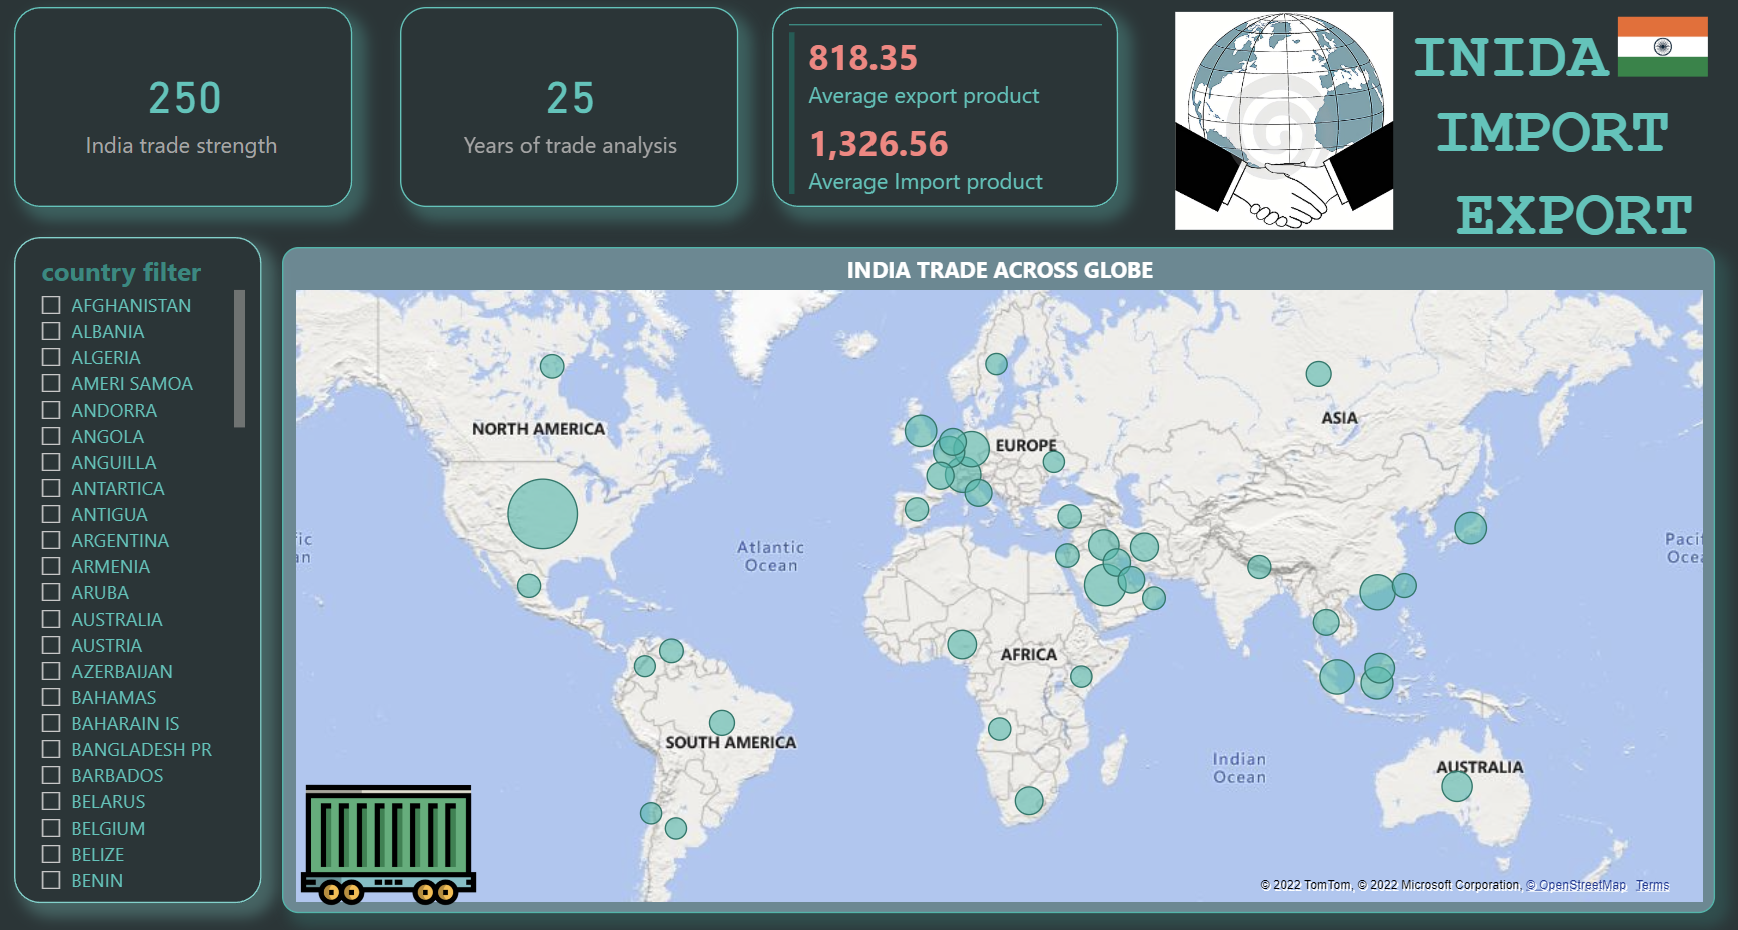 250
India trade strength
25
Years of trade analysis
818.35
Average export product
1,326.56
Average Import product
INIDA
IMPORT
EXPORT
country filter
AFGHANISTAN
ALBANIA
ALGERIA
AMERI SAMOA
ANDORRA
ANGOLA
ANGUILLA
ANTARTICA
ANTIGUA
ARGENTINA
ARMENIA
ARUBA
AUSTRALIA
AUSTRIA
AZERBAIJAN
BAHAMAS
BAHARAIN IS
BANGLADESH PR
BARBADOS
BELARUS
BELGIUM
BELIZE
BENIN
INDIA TRADE ACROSS GLOBE
NORTH AMERICA
EUROPE
ASIA
ic
an
Atlantic
Ocean
Pacif
Ocea
AFRICA
SOUTH AMERICA
Indian
Ocean
AUSTRALIA
© 2022 TomTom, © 2022 Microsoft Corporation, © OpenStreetMap Terms